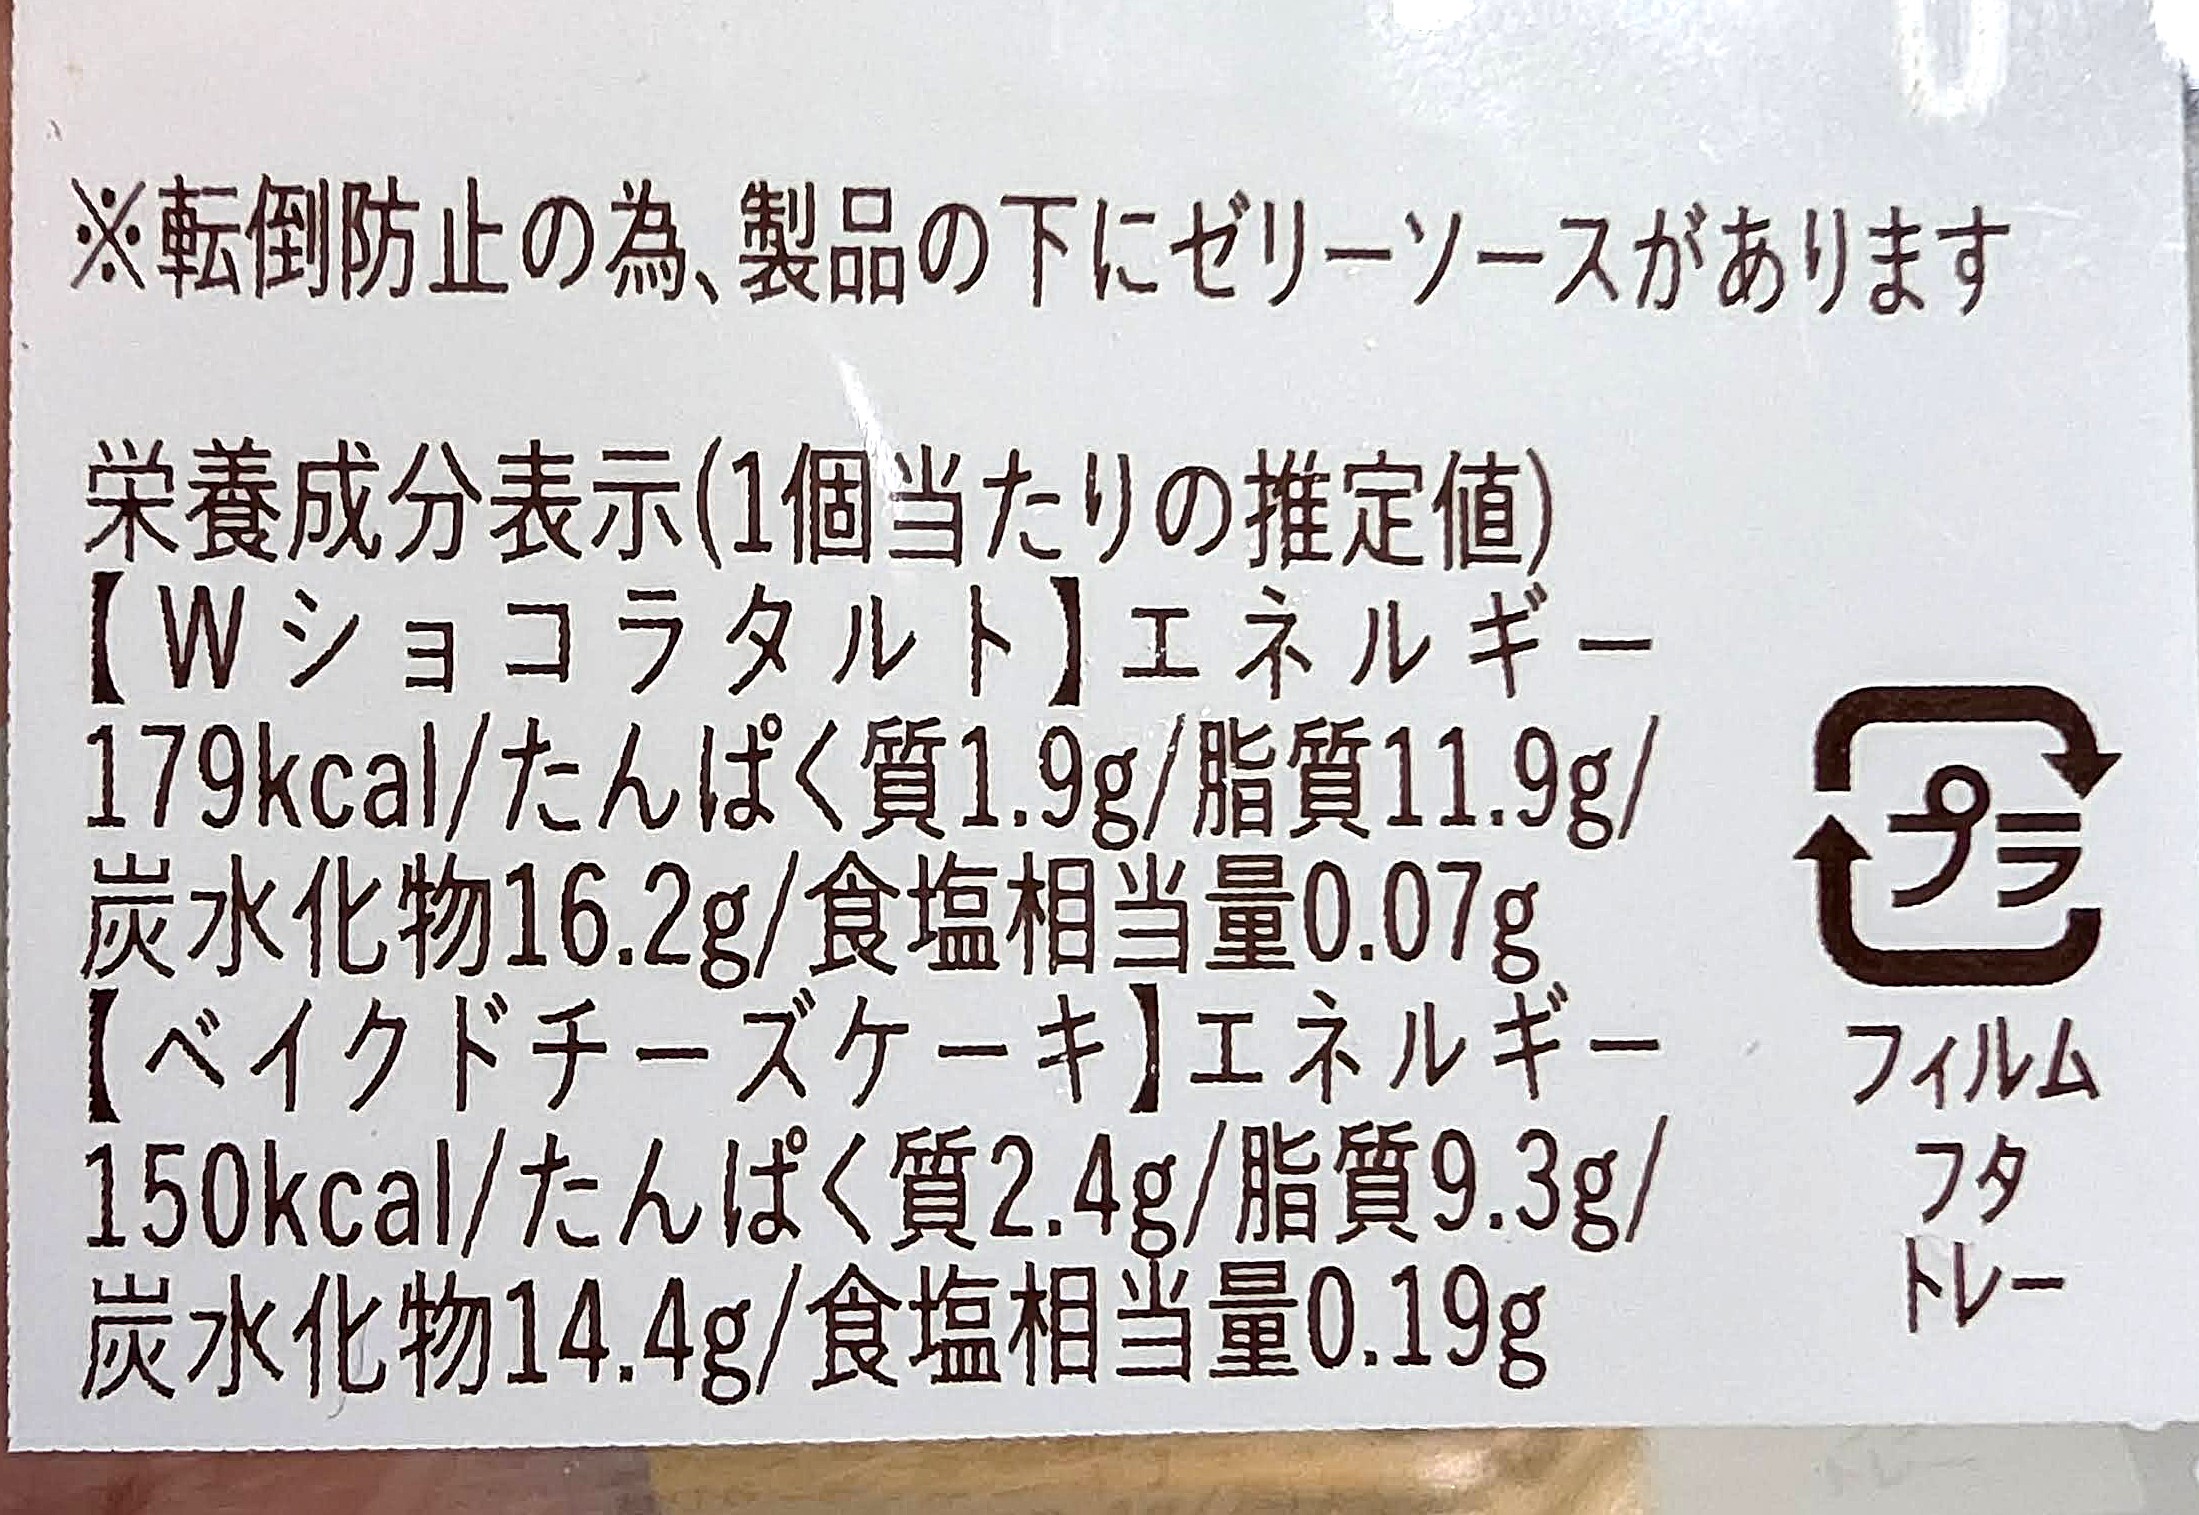 ※転倒防止の為、製品の下にゼリーソースがあります
栄養成分表示(1個当たりの推定値)
【Wショコラタルト】エネルギー
179kcal/たんぱく質1.9g/脂質11.9g/
炭水化物16.2g/食塩相当量0.07g
【ベイクドチーズケーキ】エネルギー
150kcal/たんぱく質2.4g/脂質9.3g/
炭水化物14.4g/食塩相当量0.19g
プラ
フィルム
フタ
トレー